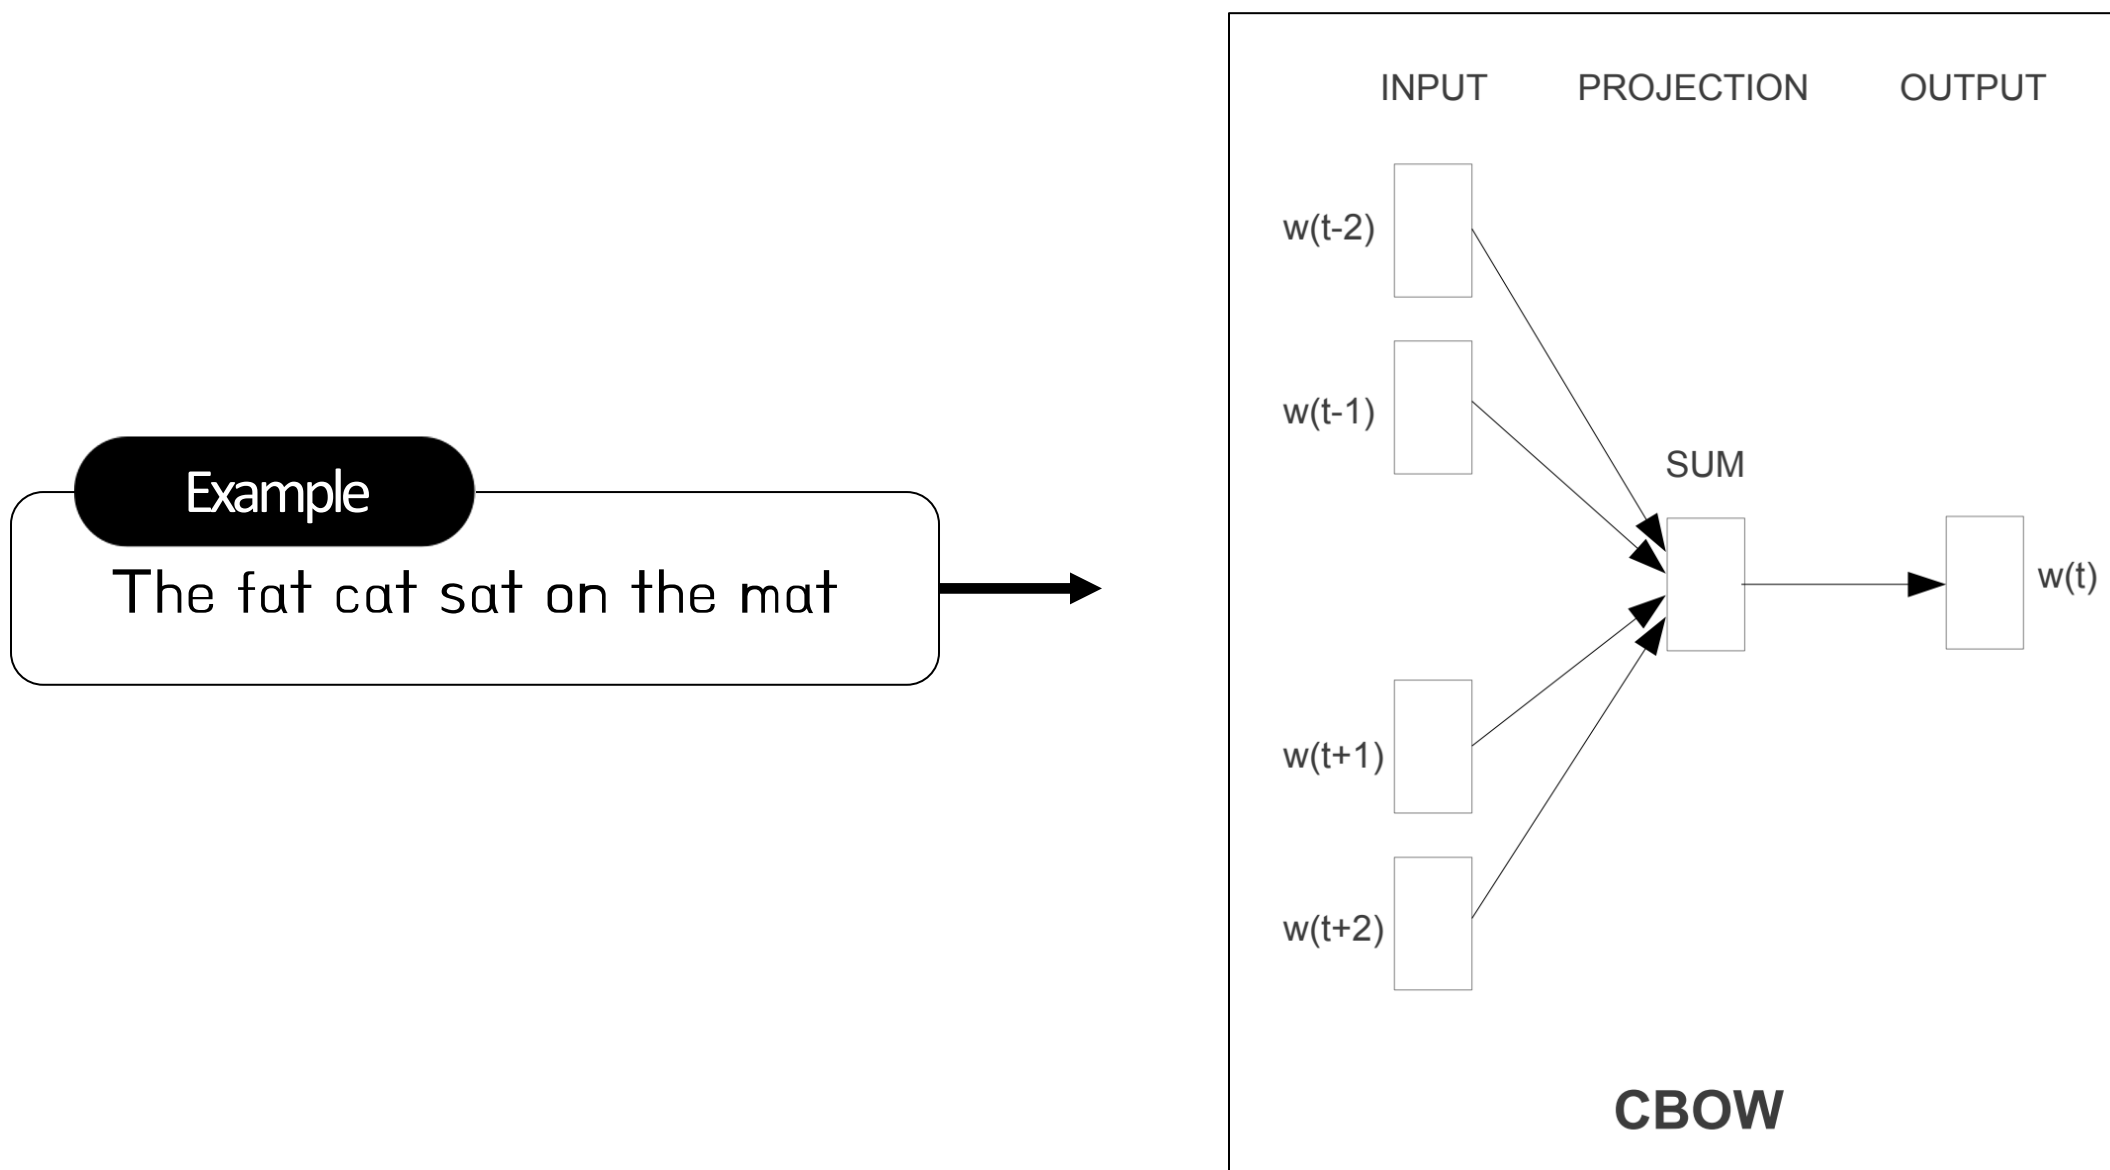 Example
The fat cat sat on the mat
INPUT PROJECTION OUTPUT
w(t-2)
w(t-1)
SUM
w(t)
w(t+1)
w(t+2)
CBOW